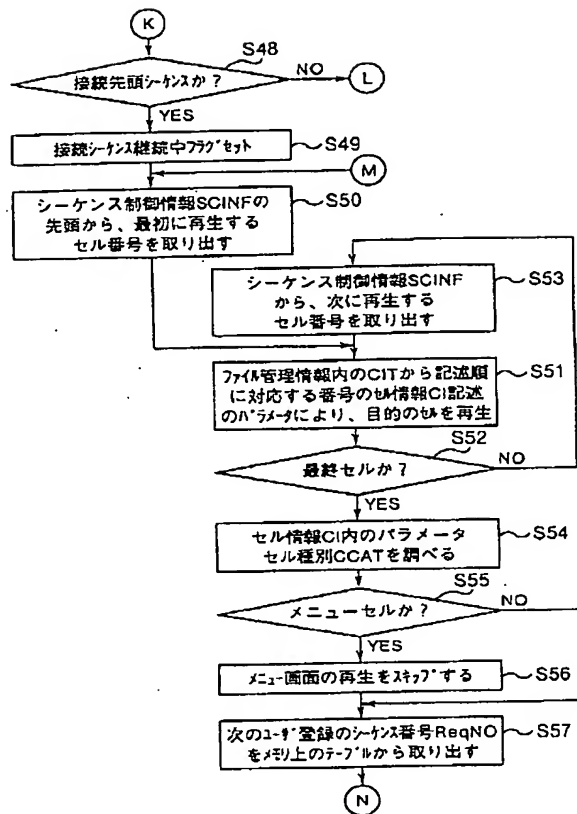 K
S48
接続先頭シーケンスか?
NO
L
YES
接続シーケンス継続中フラグセット
S49
M
シーケンス制御情報SCINFの
先頭から、最初に再生する
セル番号を取り出す
S50
シーケンス制御情報SCINF
から、次に再生する
セル番号を取り出す
S53
ファイル管理情報内のCITから記述順
に対応する番号のセル情報CI記述
のパラメータにより、目的のセルを再生
S51
S52
最終セルか?
NO
YES
セル情報CI内のパラメータ
セル種別CCATを調べる
S54
S55
メニューセルか?
NO
YES
メニュー画面の再生をスキップする
S56
次のユーザ登録のシーケンス番号ReqNO
をメモリ上のテーブルから取り出す
S57
N